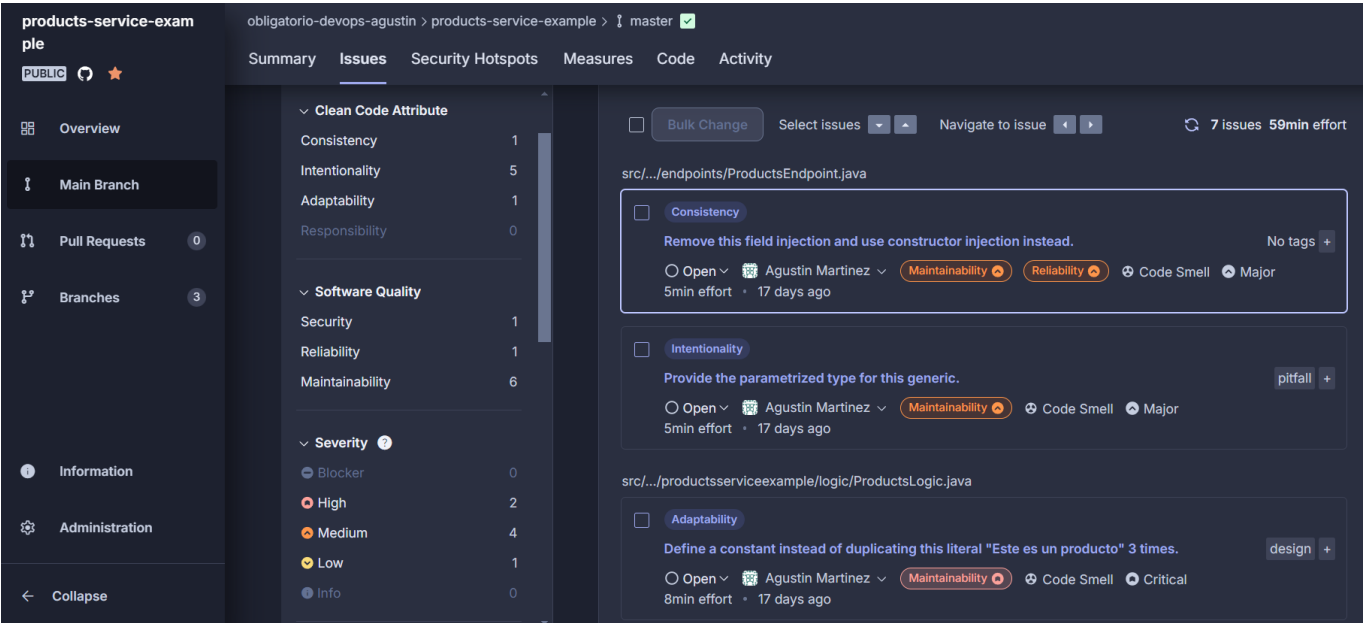 products-service-exam
ple
PUBLIC
Overview
Main Branch
Pull Requests 0
Branches 3
Information
Administration
Collapse
obligatorio-devops-agustin > products-service-example > master
Summary Issues Security Hotspots Measures Code Activity
Clean Code Attribute
Consistency 1
Intentionality 5
Adaptability 1
Responsibility 0
Software Quality
Security 1
Reliability 1
Maintainability 6
Severity ?
Blocker 0
High 2
Medium 4
Low 1
Info 0
Bulk Change Select issues Navigate to issue 7 issues 59min effort
src/.../endpoints/ProductsEndpoint.java
Consistency
Remove this field injection and use constructor injection instead. No tags +
Open Agustin Martinez Maintainability Reliability Code Smell Major
5min effort • 17 days ago
Intentionality
Provide the parametrized type for this generic. pitfall +
Open Agustin Martinez Maintainability Code Smell Major
5min effort • 17 days ago
src/.../productsserviceexample/logic/ProductsLogic.java
Adaptability
Define a constant instead of duplicating this literal "Este es un producto" 3 times. design +
Open Agustin Martinez Maintainability Code Smell Critical
8min effort • 17 days ago